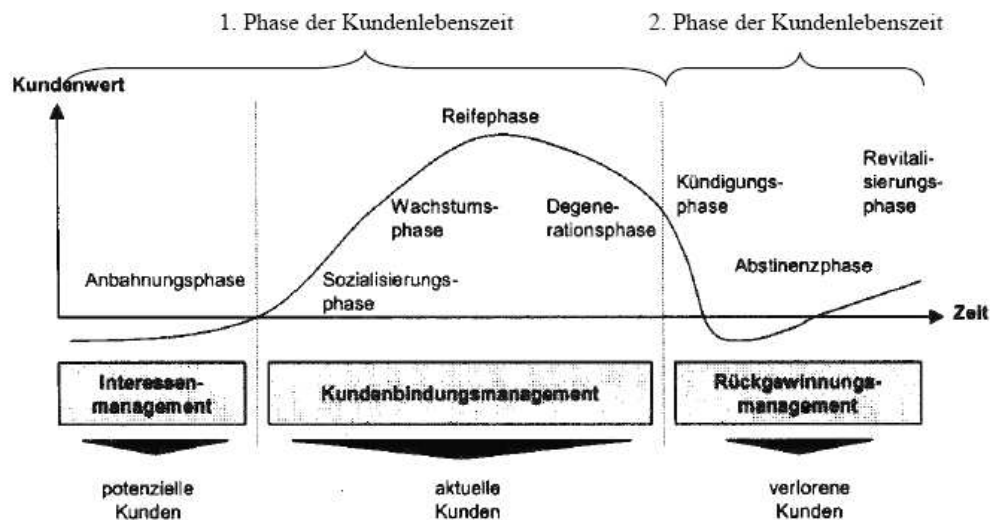 1. Phase der Kundenlebenszeit
2. Phase der Kundenlebenszeit
Kundenwert
Reifephase
Wachstums-
phase
Degene-
rationsphase
Kündigungs-
phase
Revitali-
sierungs-
phase
Anbahnungsphase
Sozialisierungs-
phase
Abstinenzphase
Zeit
Interessen-
management
Kundenbindungsmanagement
Rückgewinnungs-
management
potenzielle
Kunden
aktuelle
Kunden
verlorene
Kunden